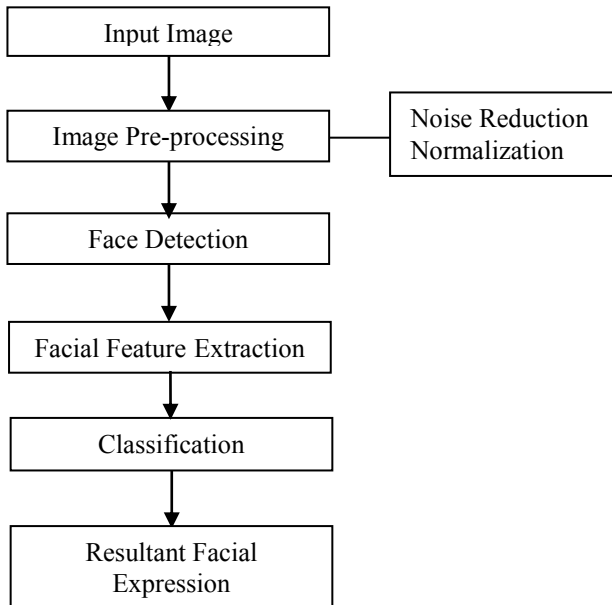 Input Image
Image Pre-processing
Noise Reduction
Normalization
Face Detection
Facial Feature Extraction
Classification
Resultant Facial
Expression